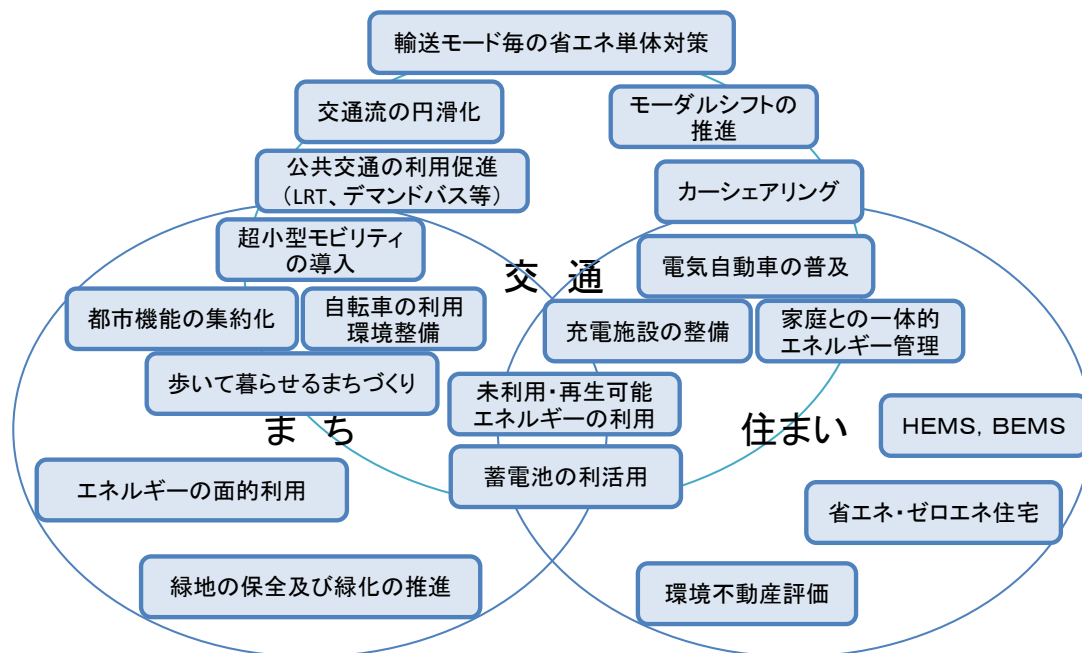 輸送モード毎の省エネ単体対策
交通流の円滑化
モーダルシフトの
推進
公共交通の利用促進
（LRT、デマンドバス等）
カーシェアリング
超小型モビリティ
の導入
交 通
電気自動車の普及
都市機能の集約化
自転車の利用
環境整備
充電施設の整備
家庭との一体的
エネルギー管理
歩いて暮らせるまちづくり
未利用・再生可能
エネルギーの利用
ま ち
住まい
HEMS, BEMS
エネルギーの面的利用
蓄電池の利活用
省エネ・ゼロエネ住宅
緑地の保全及び緑化の推進
環境不動産評価